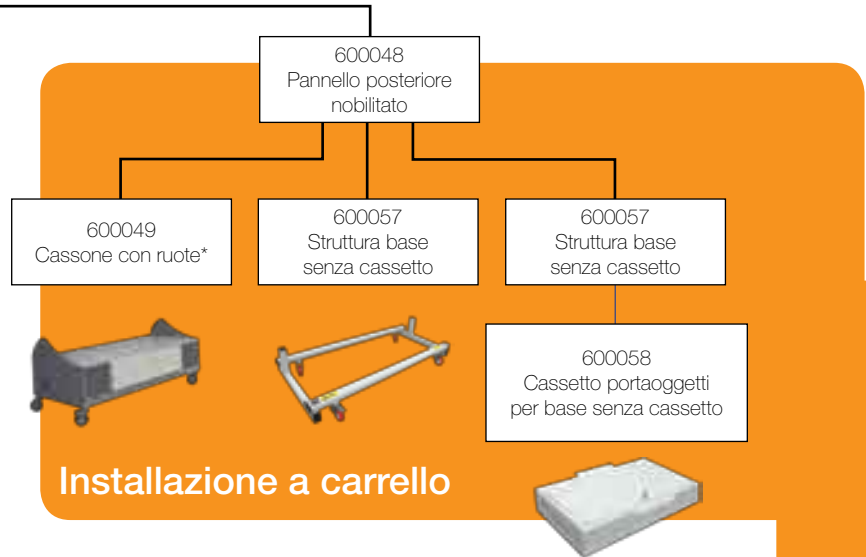 600048
Pannello posteriore
nobilitato
600049
Cassone con ruote*
600057
Struttura base
senza cassetto
600057
Struttura base
senza cassetto
600058
Cassetto portaoggetti
per base senza cassetto
Installazione a carrello